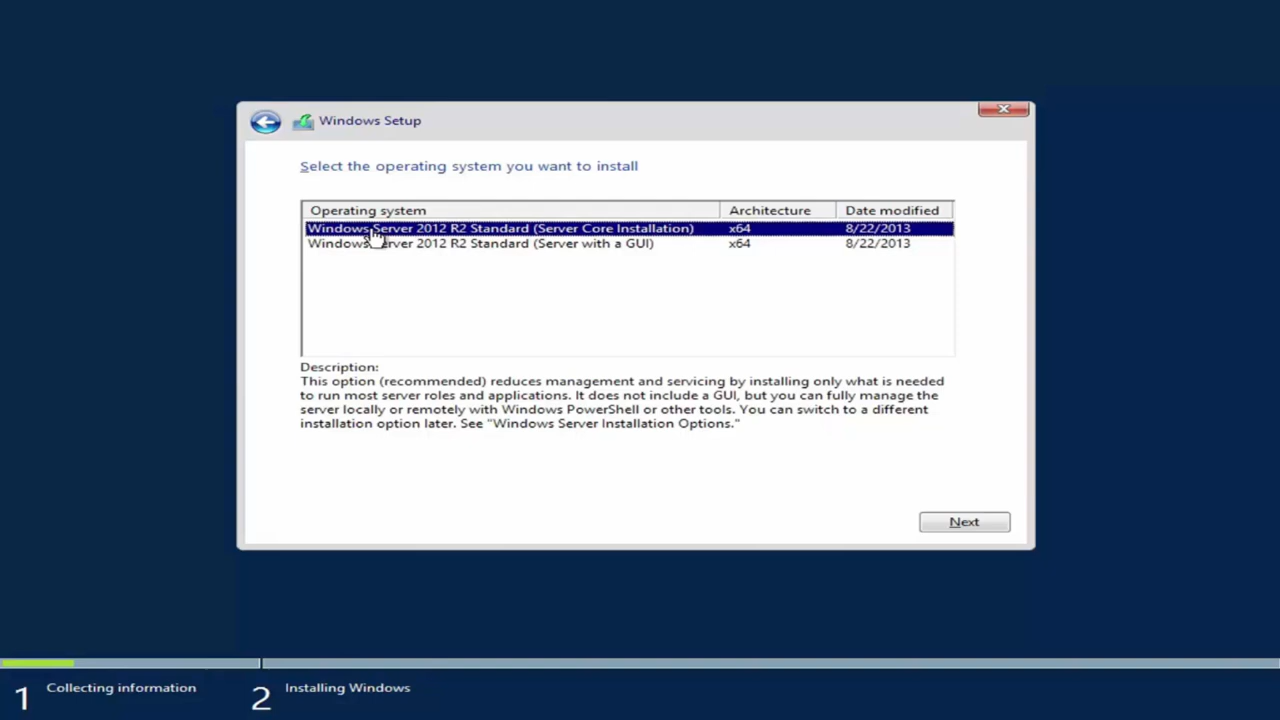 Windows Setup
Select the operating system you want to install
Operating system Architecture Date modified
Windows Server 2012 R2 Standard (Server Core Installation) x64 8/22/2013
Windows Server 2012 R2 Standard (Server with a GUI) x64 8/22/2013
Description:
This option (recommended) reduces management and servicing by installing only what is needed
to run most server roles and applications. It does not include a GUI, but you can fully manage the
server locally or remotely with Windows PowerShell or other tools. You can switch to a different
installation option later. See "Windows Server Installation Options."
Next
1 Collecting information 2 Installing Windows